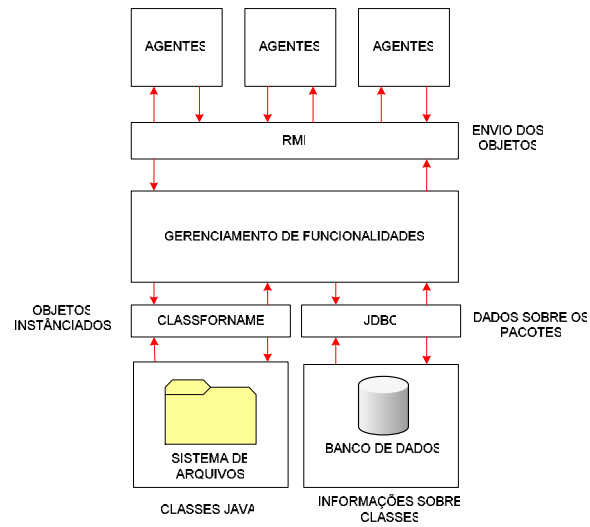 AGENTES
AGENTES
AGENTES
RMI
ENVIO DOS
OBJETOS
GERENCIAMENTO DE FUNCIONALIDADES
OBJETOS
INSTÂNCIADOS
CLASSFORNAME
JDBC
DADOS SOBRE OS
PACOTES
SISTEMA DE
ARQUIVOS
BANCO DE DADOS
CLASSES JAVA
INFORMAÇÕES SOBRE
CLASSES